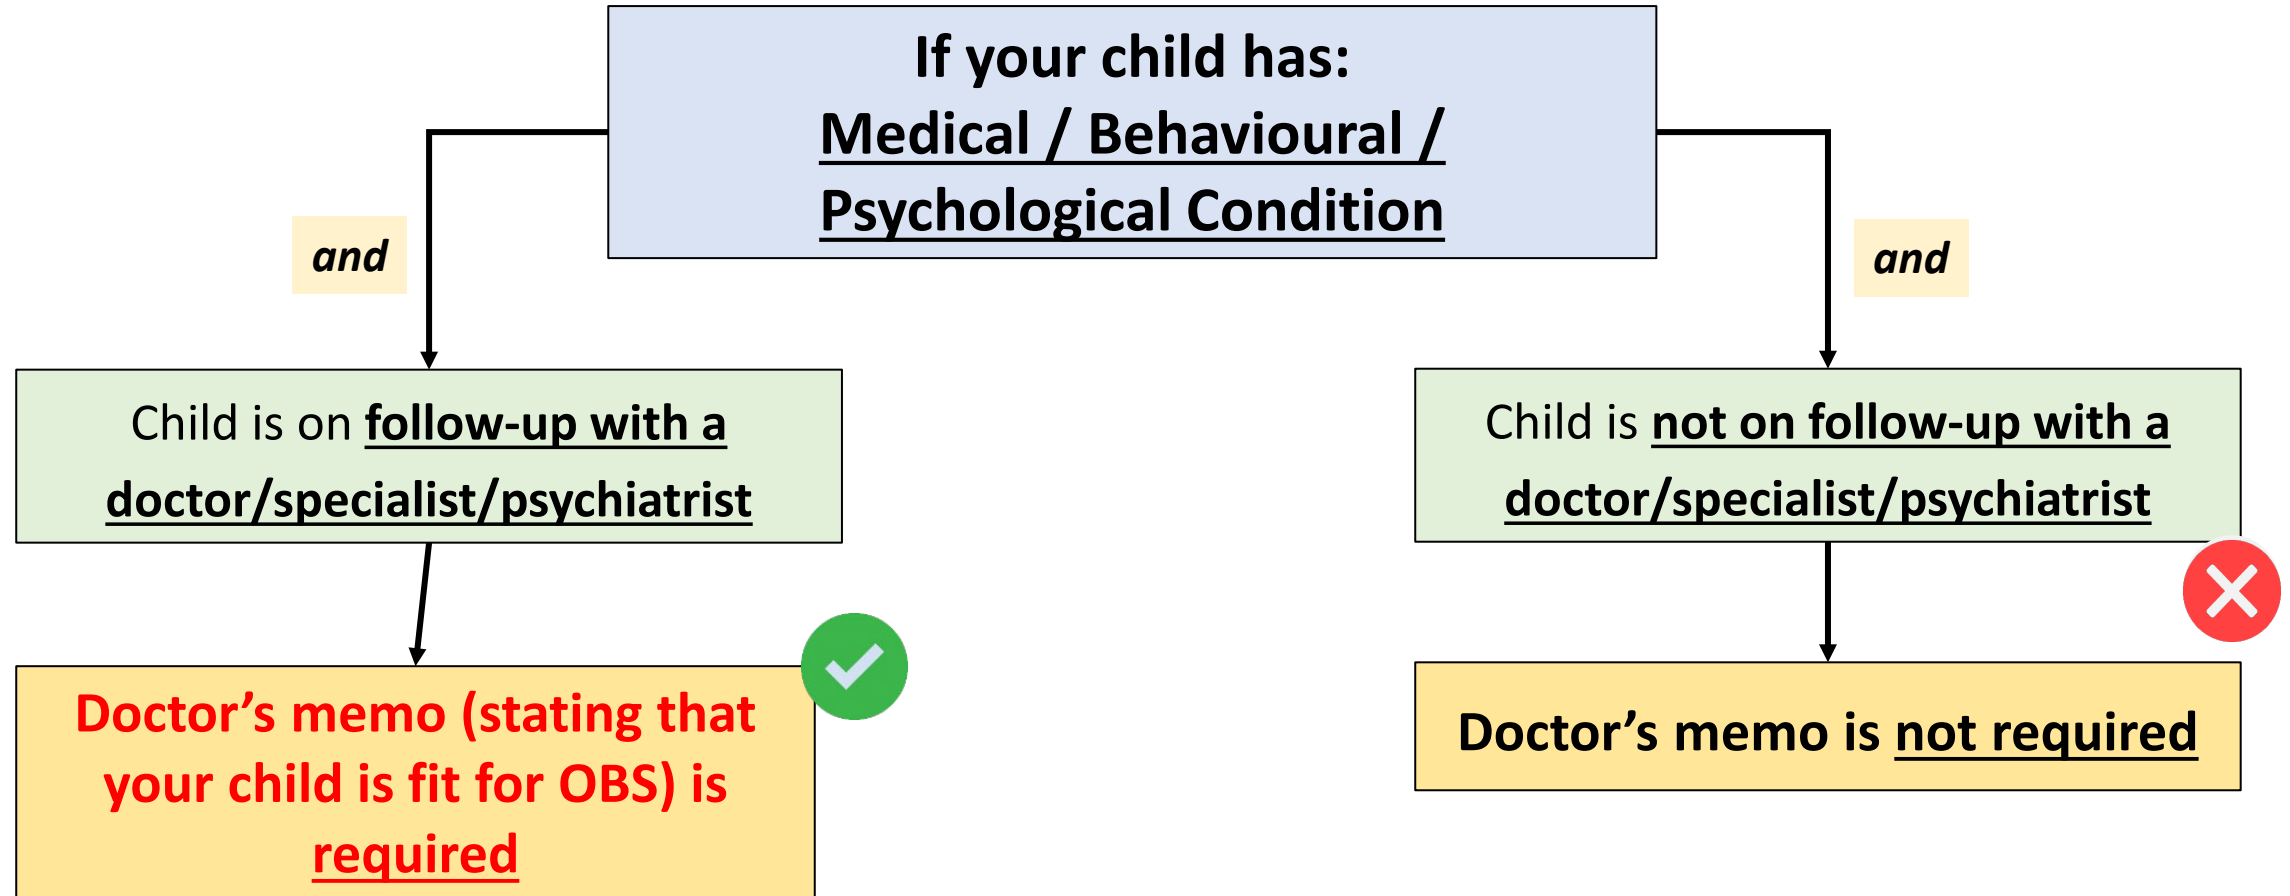 If your child has:
Medical / Behavioural /
Psychological Condition
and
and
Child is on follow-up with a
doctor/specialist/psychiatrist
Child is not on follow-up with a
doctor/specialist/psychiatrist
Doctor’s memo (stating that
your child is fit for OBS) is
required
Doctor’s memo is not required